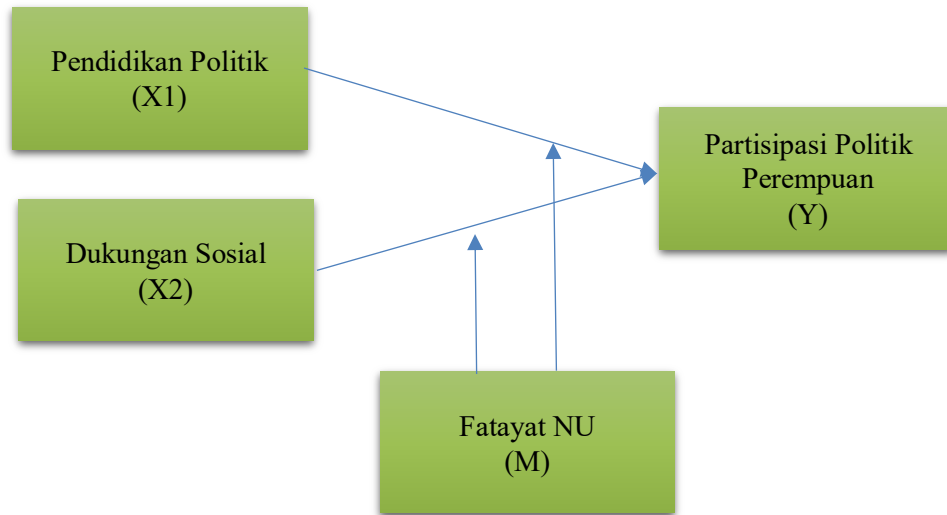 Pendidikan Politik
(X1)
Partisipasi Politik
Perempuan
(Y)
Dukungan Sosial
(X2)
Fatayat NU
(M)